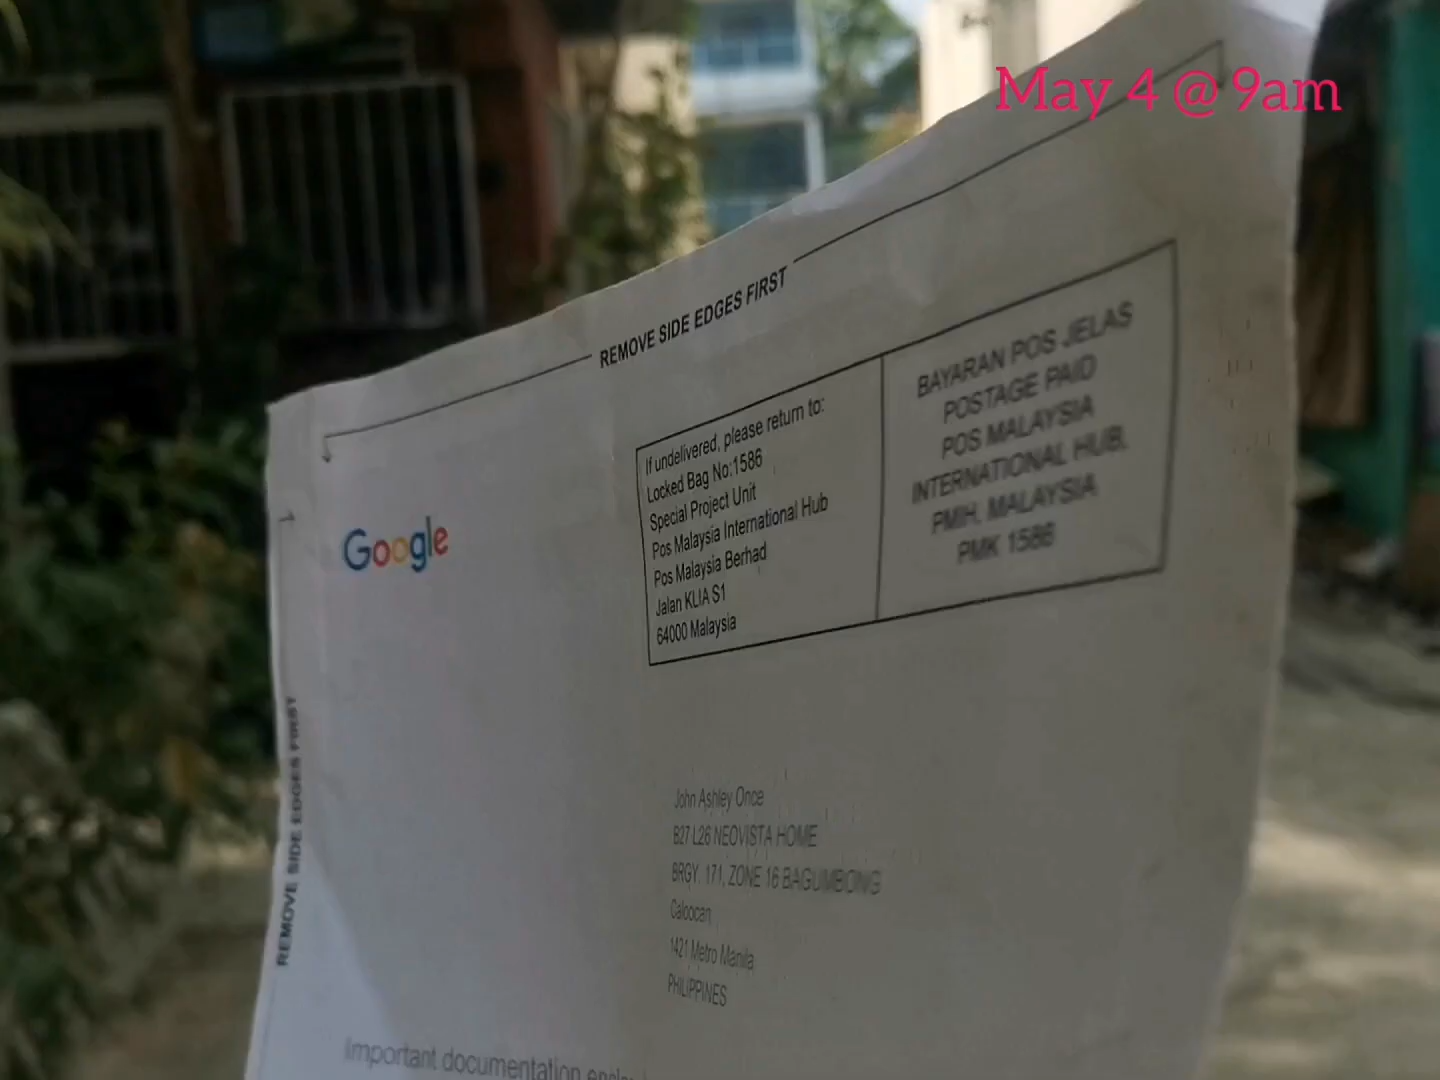 May 4 @ 9am
REMOVE SIDE EDGES FIRST
Google
If undelivered, please return to:
Locked Bag No:1586
Special Project Unit
Pos Malaysia International Hub
Pos Malaysia Berhad
Jalan KLIA S1
64000 Malaysia
BAYARAN POS JELAS
POSTAGE PAID
POS MALAYSIA
INTERNATIONAL HUB,
PMIH, MALAYSIA
PMK 1586
REMOVE SIDE EDGES FIRST
John Ashley Once
B27 L26 NEOVISTA HOME
BRGY. 171, ZONE 16 BAGUMBONG
Caloocan
1421 Metro Manila
PHILIPPINES
Important documentation